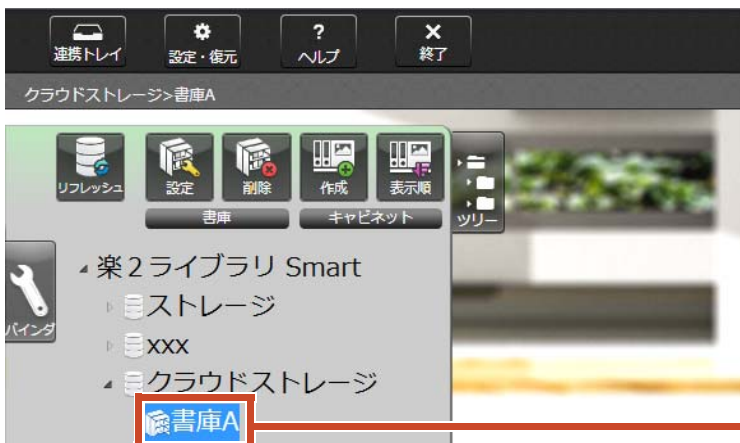 連携トレイ 設定・復元 ? ヘルプ 終了
クラウドストレージ>書庫A
リフレッシュ 設定 削除 作成 表示順 ツリー
書庫 キャビネット
バインダ
楽2ライブラリ Smart
ストレージ
xxx
クラウドストレージ
書庫A